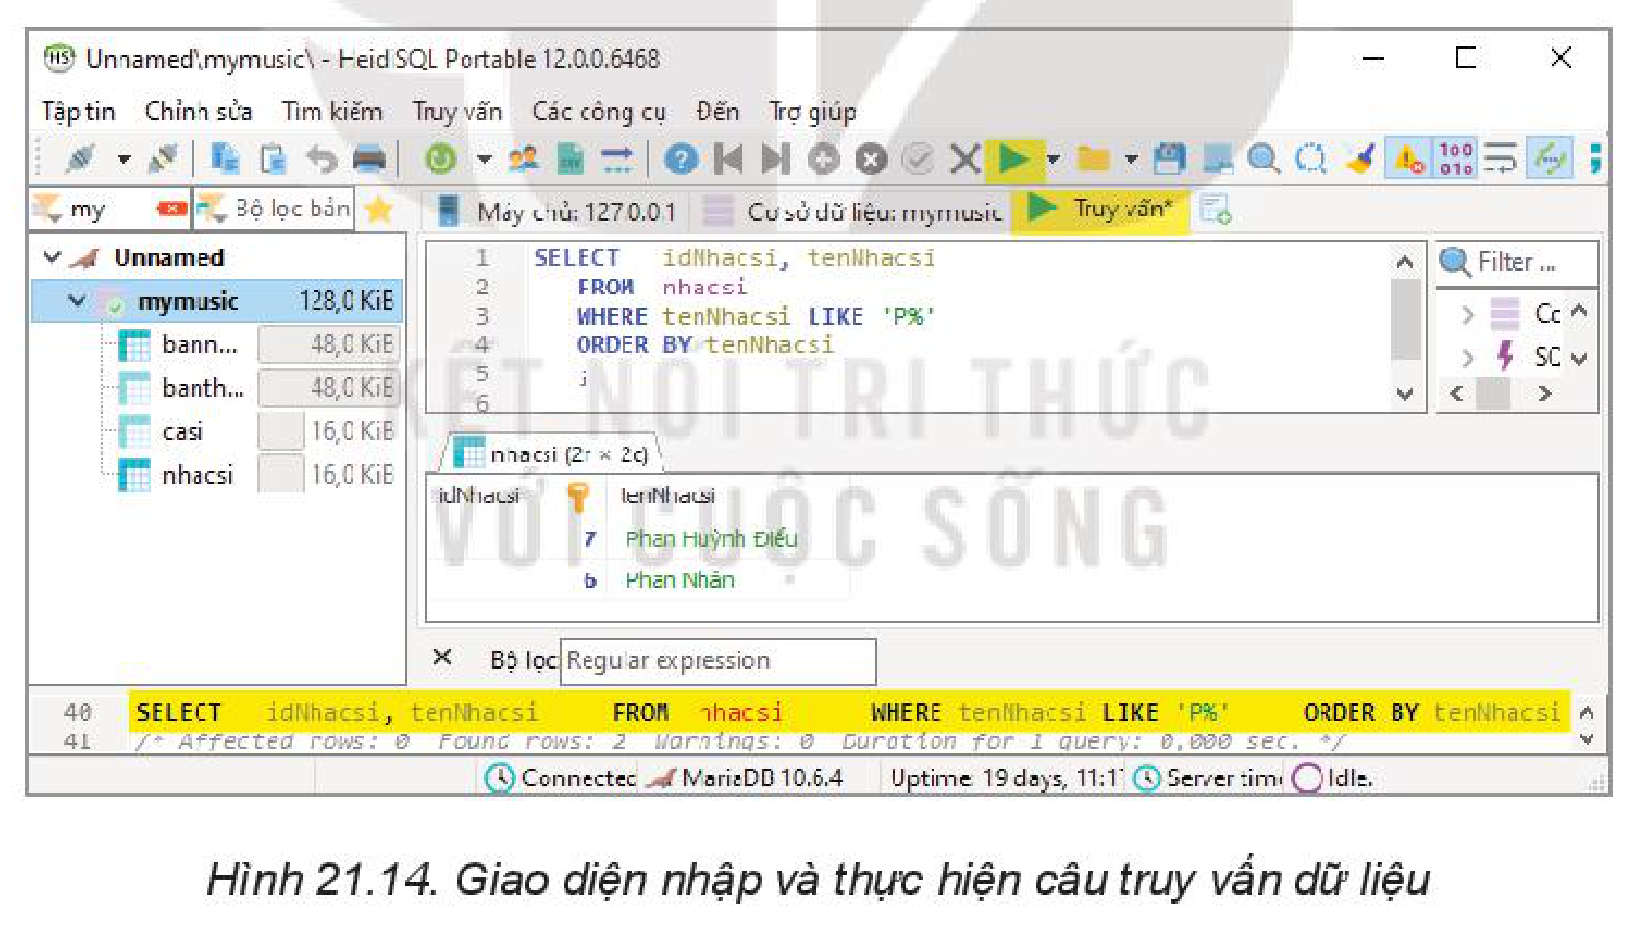 Unnamed\mymusic\ - HeidiSQL Portable 12.0.0.6468
Tập tin Chỉnh sửa Tìm kiếm Truy vấn Các công cụ Đến Trợ giúp
my Bộ lọc bản Máy chủ: 127.0.0.1 Cơ sở dữ liệu: mymusic Truy vấn*
Unnamed
mymusic 128,0 KiB
bann... 48,0 KiB
banth... 48,0 KiB
casi 16,0 KiB
nhacsi 16,0 KiB
1 SELECT idNhacsi, tenNhacsi
2 FROM nhacsi
3 WHERE tenNhacsi LIKE 'P%'
4 ORDER BY tenNhacsi
5 ;
6
Filter ...
Cc
SC
KẾT NỐI TRI THỨC
VỚI CUỘC SỐNG
nhacsi (2r × 2c)
idNhacsi tenNhacsi
7 Phan Huỳnh Điểu
6 Phan Nhân
Bộ lọc: Regular expression
40 SELECT idNhacsi, tenNhacsi FROM nhacsi WHERE tenNhacsi LIKE 'P%' ORDER BY tenNhacsi
41 /* Affected rows: 0 Found rows: 2 Warnings: 0 Duration for 1 query: 0,000 sec. */
Connected MariaDB 10.6.4 Uptime: 19 days, 11:1 Server time Idle.
Hình 21.14. Giao diện nhập và thực hiện câu truy vấn dữ liệu